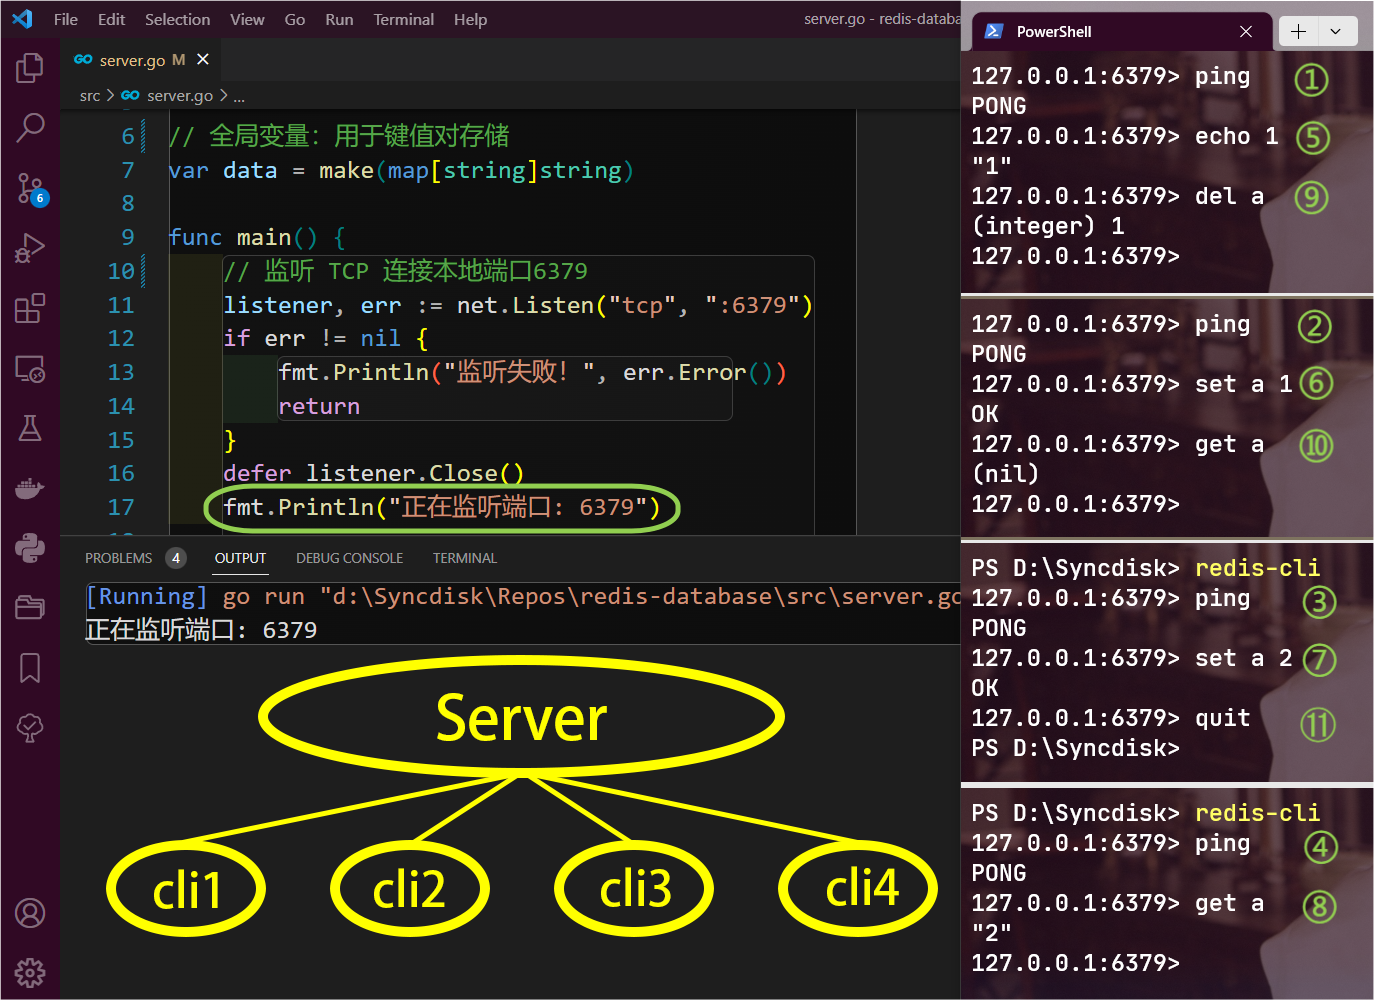 File Edit Selection View Go Run Terminal Help
server.go - redis-databa
server.go M
src > server.go > ...
6 // 全局变量：用于键值对存储
7 var data = make(map[string]string)
8
9 func main() {
10 // 监听 TCP 连接本地端口6379
11 listener, err := net.Listen("tcp", ":6379")
12 if err != nil {
13 fmt.Println("监听失败！", err.Error())
14 return
15 }
16 defer listener.Close()
17 fmt.Println("正在监听端口：6379")
6
PROBLEMS 4 OUTPUT DEBUG CONSOLE TERMINAL
[Running] go run "d:\Syncdisk\Repos\redis-database\src\server.go
正在监听端口：6379
Server
cli1 cli2 cli3 cli4
PowerShell
127.0.0.1:6379> ping ①
PONG
127.0.0.1:6379> echo 1 ⑤
"1"
127.0.0.1:6379> del a ⑨
(integer) 1
127.0.0.1:6379>
127.0.0.1:6379> ping ②
PONG
127.0.0.1:6379> set a 1 ⑥
OK
127.0.0.1:6379> get a ⑩
(nil)
127.0.0.1:6379>
PS D:\Syncdisk> redis-cli
127.0.0.1:6379> ping ③
PONG
127.0.0.1:6379> set a 2 ⑦
OK
127.0.0.1:6379> quit ⑪
PS D:\Syncdisk>
PS D:\Syncdisk> redis-cli
127.0.0.1:6379> ping ④
PONG
127.0.0.1:6379> get a ⑧
"2"
127.0.0.1:6379>